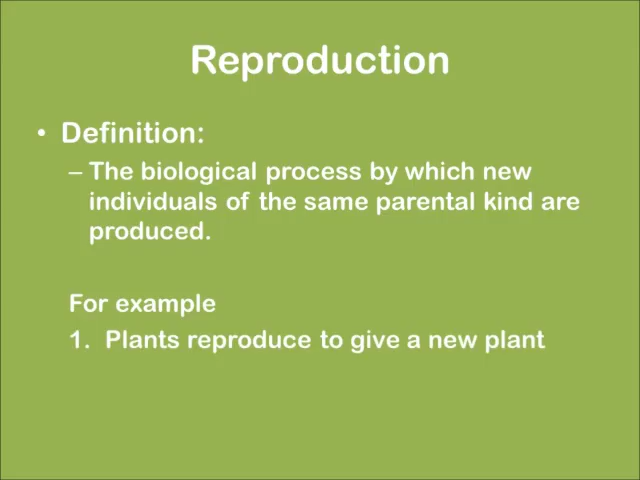 Reproduction
• Definition:
– The biological process by which new
individuals of the same parental kind are
produced.
For example
1. Plants reproduce to give a new plant